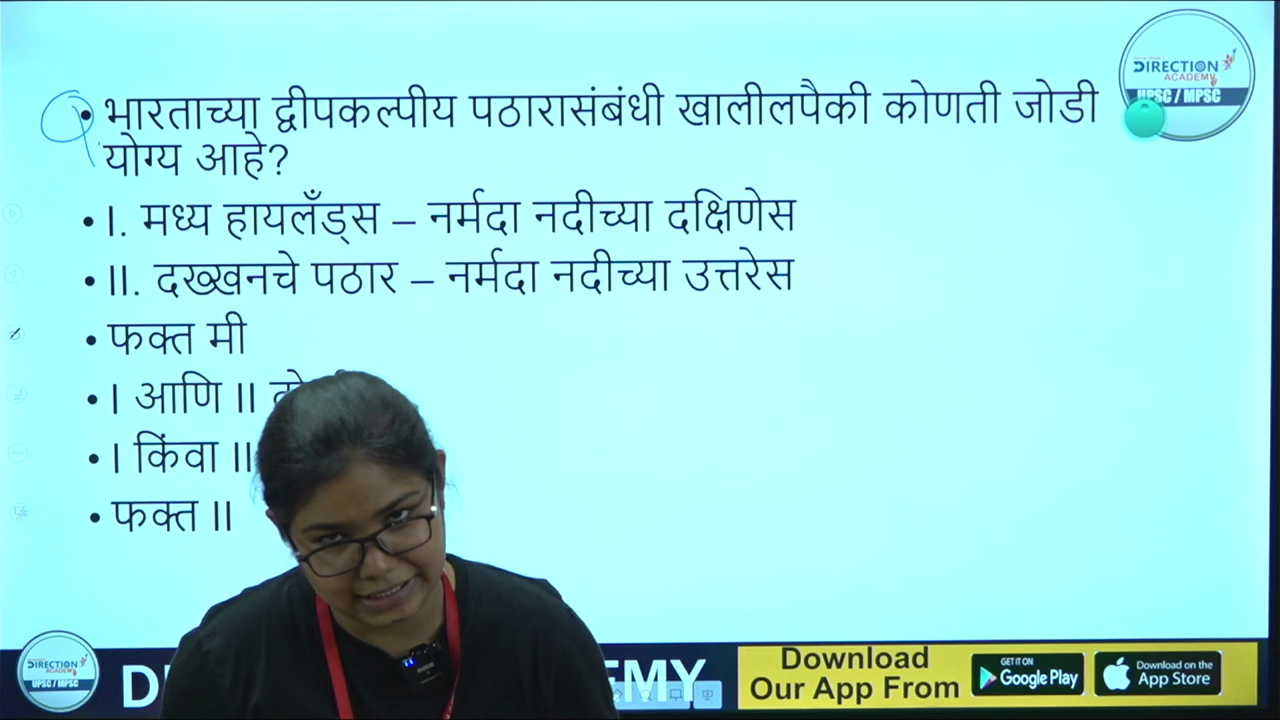 DIRECTION
ACADEMY
UPSC / MPSC
• भारताच्या द्वीपकल्पीय पठारासंबंधी खालीलपैकी कोणती जोडी
योग्य आहे?
• I. मध्य हायलँड्स – नर्मदा नदीच्या दक्षिणेस
• II. दख्खनचे पठार – नर्मदा नदीच्या उत्तरेस
• फक्त मी
• I आणि II
• I किंवा II
• फक्त II
DIRECTION
ACADEMY
UPSC / MPSC
Download
Our App From
GET IT ON
Google Play
Download on the
App Store